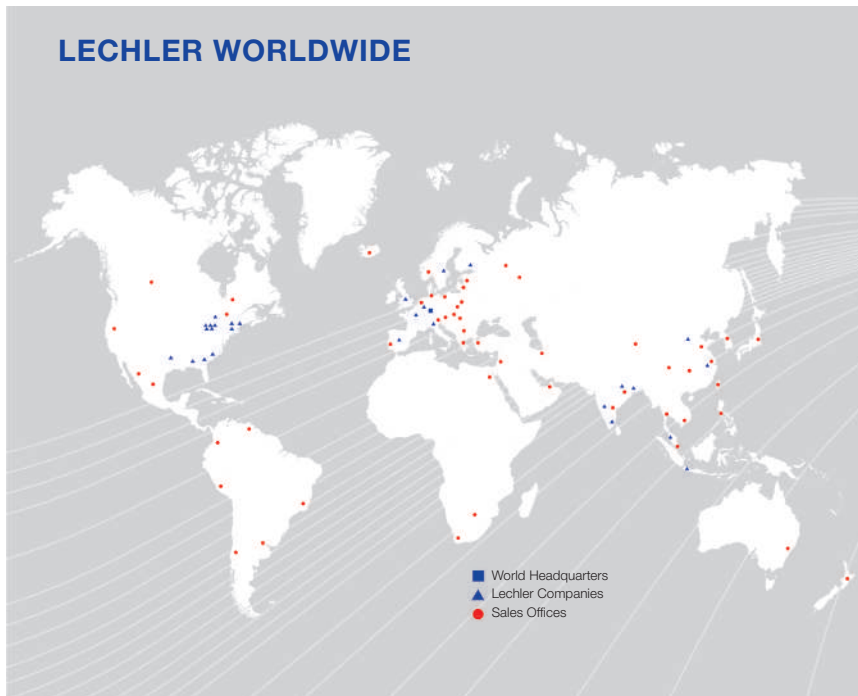 LECHLER WORLDWIDE
World Headquarters
Lechler Companies
Sales Offices